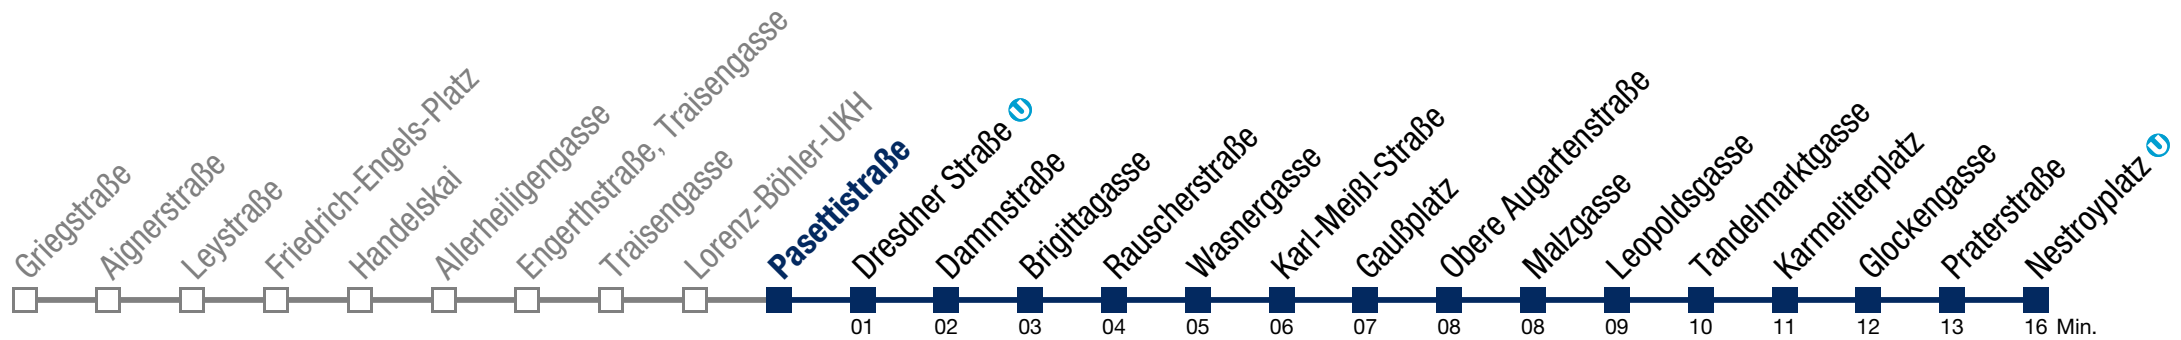 Griegstraße
Aignerstraße
Leystraße
Friedrich-Engels-Platz
Handelskai
Allerheiligengasse
Engerthstraße, Traisengasse
Traisengasse
Lorenz-Böhler-UKH
Pasettistraße
Dresdner Straße U
Dammstraße
Brigittagasse
Rauscherstraße
Wasnergasse
Karl-Meißl-Straße
Gaußplatz
Obere Augartenstraße
Malzgasse
Leopoldsgasse
Tandelmarktgasse
Karmeliterplatz
Glockengasse
Praterstraße
Nestroyplatz U
01 02 03 04 05 06 07 08 08 09 10 11 12 13 16 Min.